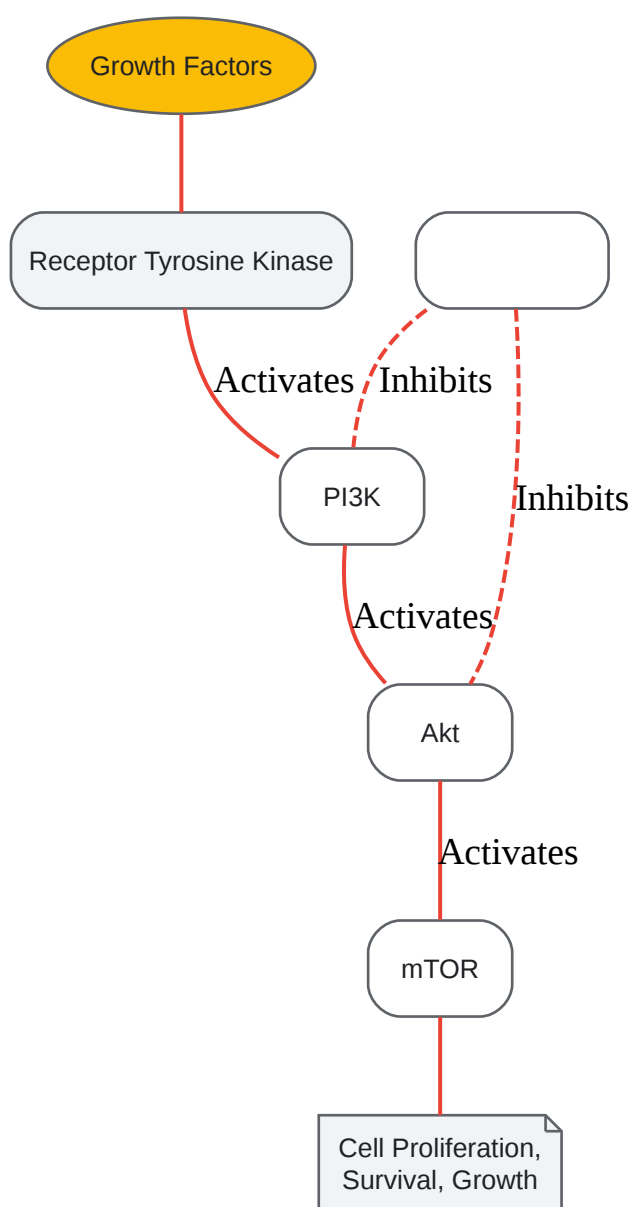 Growth Factors
Receptor Tyrosine Kinase
Activates
Inhibits
PI3K
Inhibits
Activates
Akt
Activates
mTOR
Cell Proliferation,
Survival, Growth